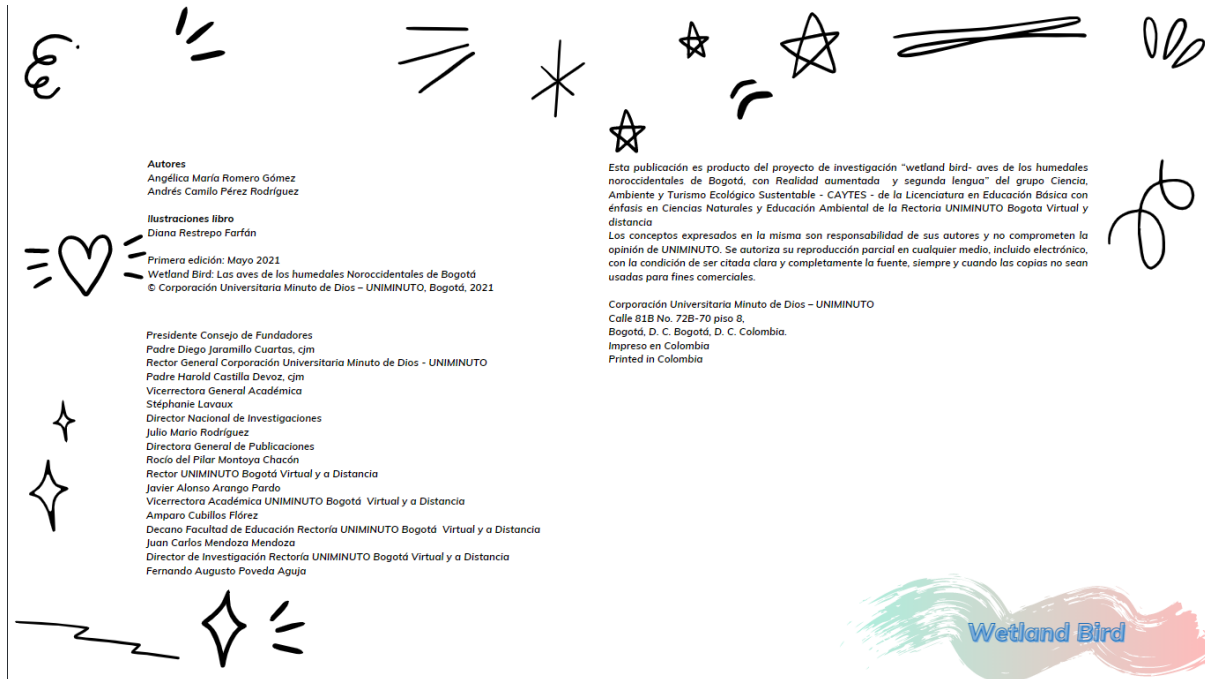 Autores
Angélica María Romero Gómez
Andrés Camilo Pérez Rodríguez
Ilustraciones libro
Diana Restrepo Farfán
Primera edición: Mayo 2021
Wetland Bird: Las aves de los humedales Noroccidentales de Bogotá
© Corporación Universitaria Minuto de Dios – UNIMINUTO, Bogotá, 2021
Presidente Consejo de Fundadores
Padre Diego Jaramillo Cuartas, cjm
Rector General Corporación Universitaria Minuto de Dios - UNIMINUTO
Padre Harold Castilla Devoz, cjm
Vicerrectora General Académica
Stéphanie Lavaux
Director Nacional de Investigaciones
Julio Mario Rodríguez
Directora General de Publicaciones
Rocío del Pilar Montoya Chacón
Rector UNIMINUTO Bogotá Virtual y a Distancia
Javier Alonso Arango Pardo
Vicerrectora Académica UNIMINUTO Bogotá Virtual y a Distancia
Amparo Cubillos Flórez
Decano Facultad de Educación Rectoría UNIMINUTO Bogotá Virtual y a Distancia
Juan Carlos Mendoza Mendoza
Director de Investigación Rectoría UNIMINUTO Bogotá Virtual y a Distancia
Fernando Augusto Poveda Aguja
Esta publicación es producto del proyecto de investigación “wetland bird- aves de los humedales
noroccidentales de Bogotá, con Realidad aumentada y segunda lengua” del grupo Ciencia,
Ambiente y Turismo Ecológico Sustentable - CAYTES - de la Licenciatura en Educación Básica con
énfasis en Ciencias Naturales y Educación Ambiental de la Rectoria UNIMINUTO Bogota Virtual y
distancia
Los conceptos expresados en la misma son responsabilidad de sus autores y no comprometen la
opinión de UNIMINUTO. Se autoriza su reproducción parcial en cualquier medio, incluido electrónico,
con la condición de ser citada clara y completamente la fuente, siempre y cuando las copias no sean
usadas para fines comerciales.
Corporación Universitaria Minuto de Dios – UNIMINUTO
Calle 81B No. 72B-70 piso 8,
Bogotá, D. C. Bogotá, D. C. Colombia.
Impreso en Colombia
Printed in Colombia
Wetland Bird